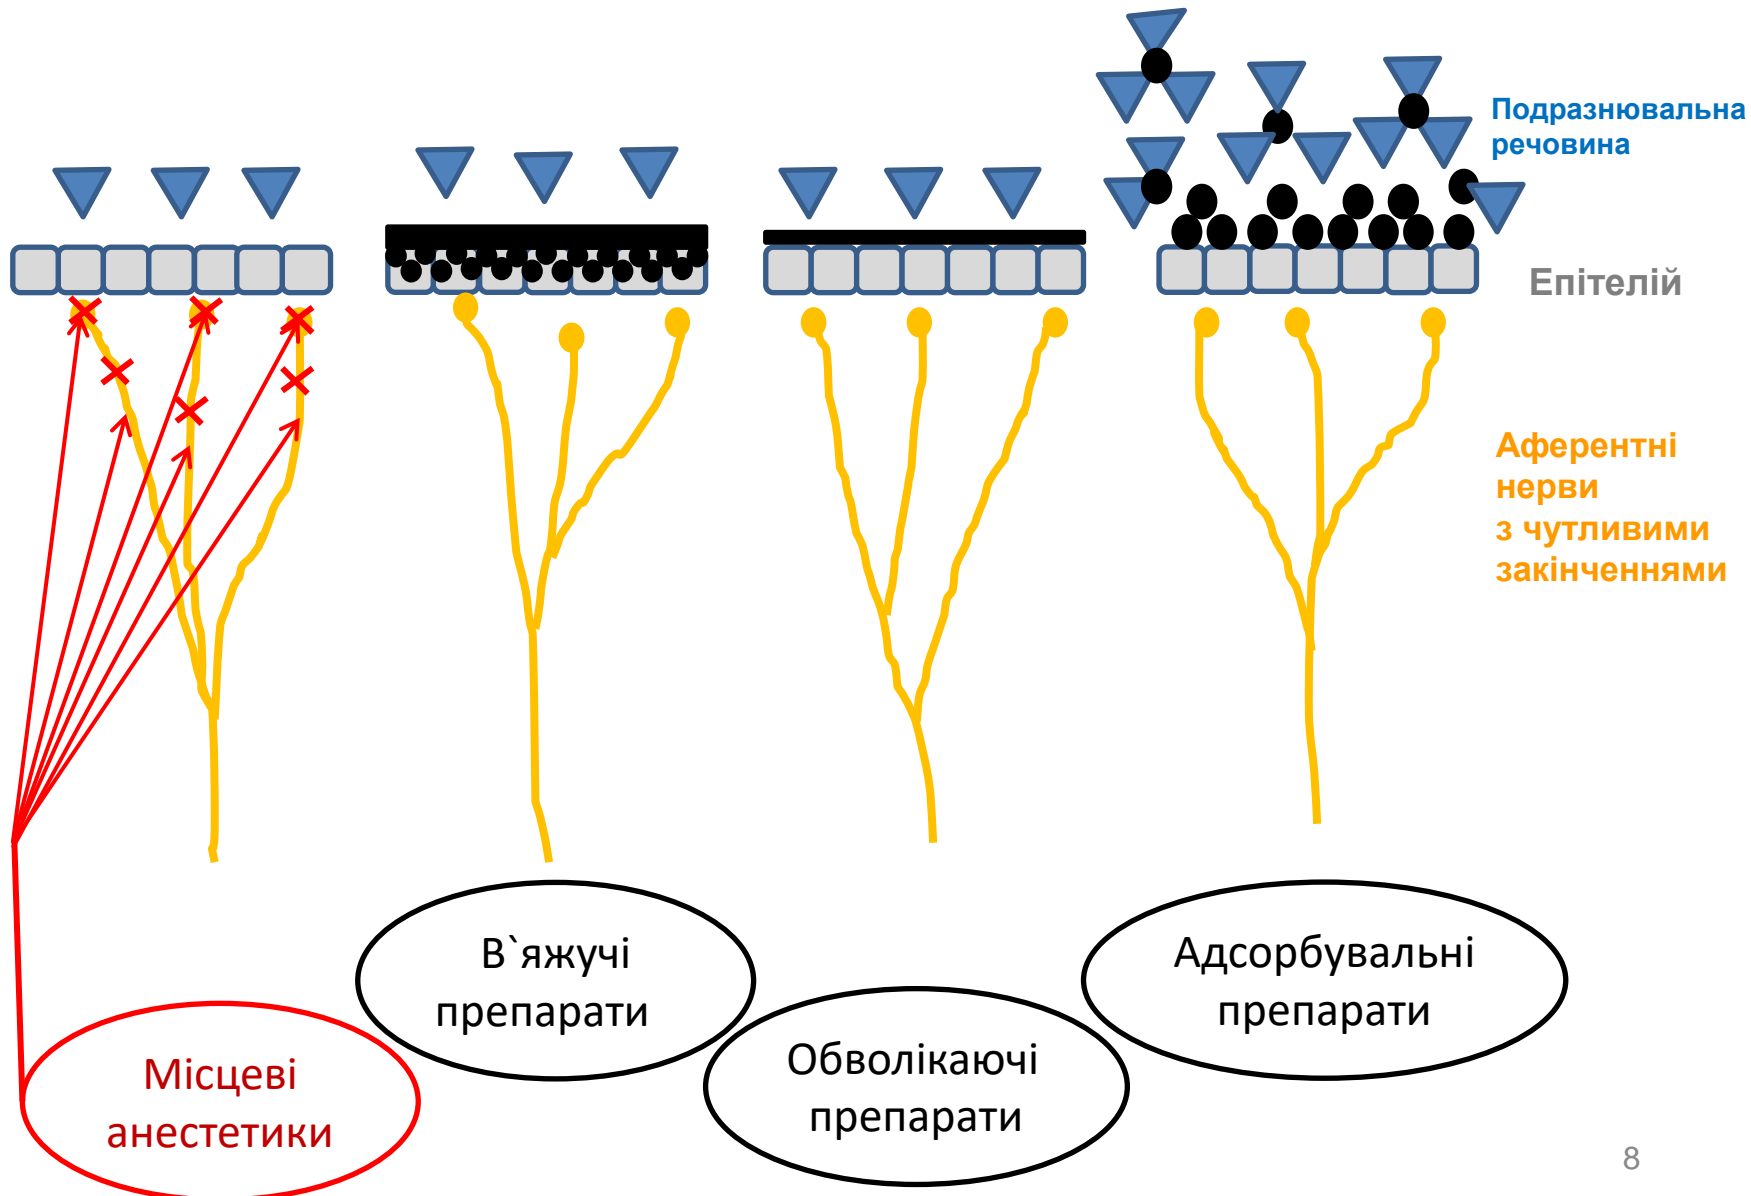 Подразнювальна
речовина
Епітелій
Аферентні
нерви
з чутливими
закінченнями
В`яжучі
препарати
Адсорбувальні
препарати
Обволікаючі
препарати
Місцеві
анестетики
8